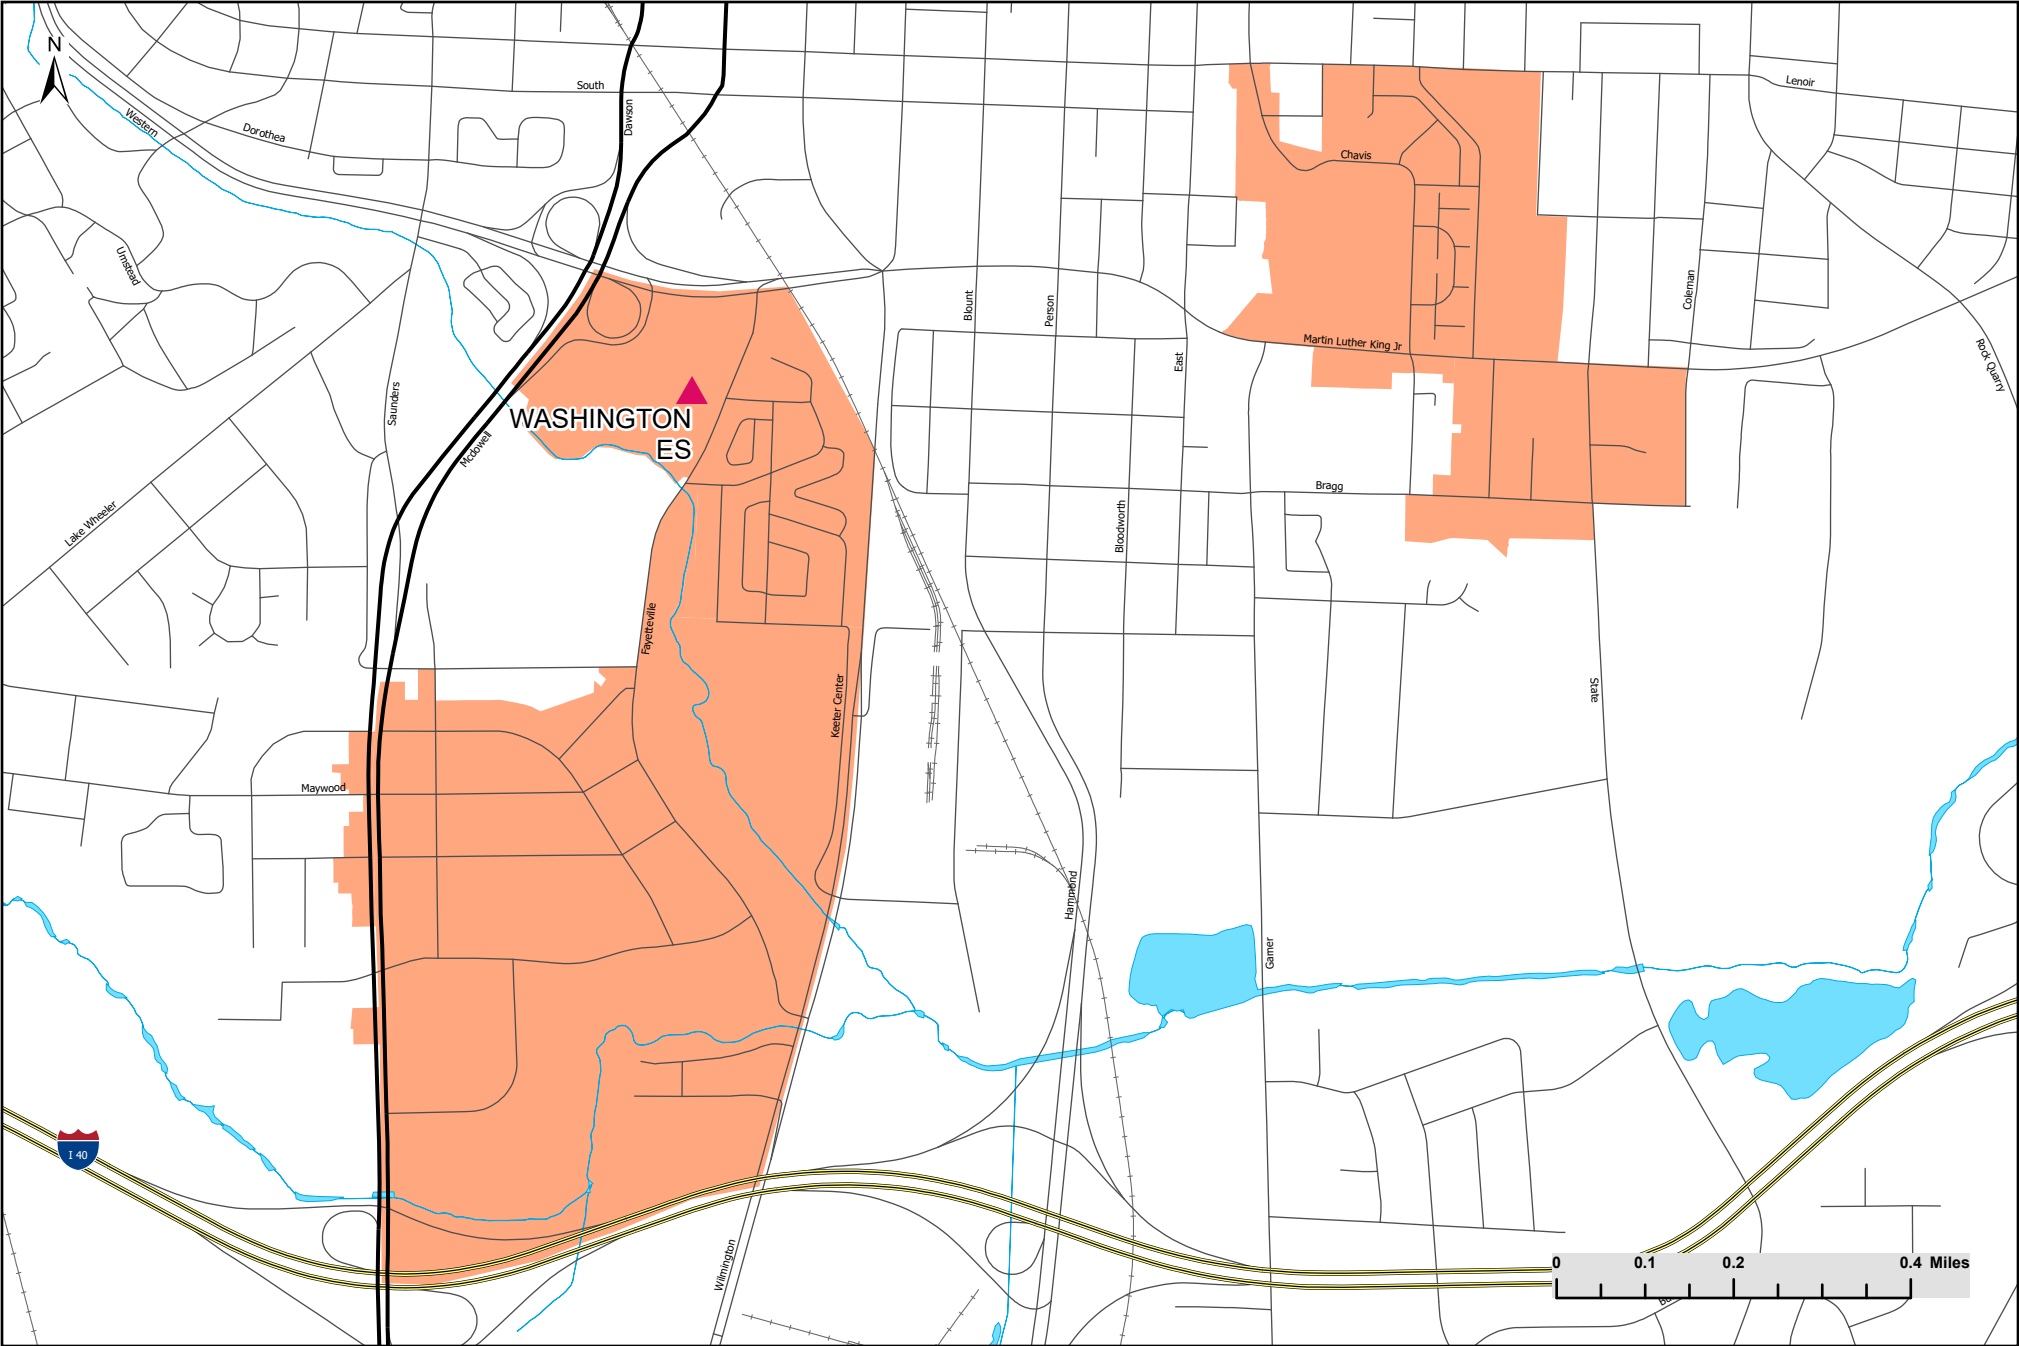 N
South
Lenoir
Western
Dorothea
Dawson
Chavis
Umstead
Blount
Person
Coleman
Martin Luther King Jr
East
Rock Quarry
Saunders
WASHINGTON
ES
Mcdowell
Lake Wheeler
Bragg
Bloodworth
Fayetteville
Keeter Center
State
Maywood
Hammond
Garner
I 40
Wilmington
0 0.1 0.2 0.4 Miles